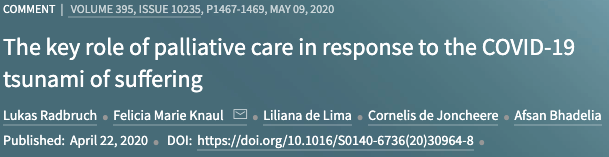 COMMENT | VOLUME 395, ISSUE 10235, P1467-1469, MAY 09, 2020
The key role of palliative care in response to the COVID-19
tsunami of suffering
Lukas Radbruch • Felicia Marie Knaul • Liliana de Lima • Cornelis de Joncheere • Afsan Bhadelia
Published: April 22, 2020 • DOI: https://doi.org/10.1016/S0140-6736(20)30964-8 •